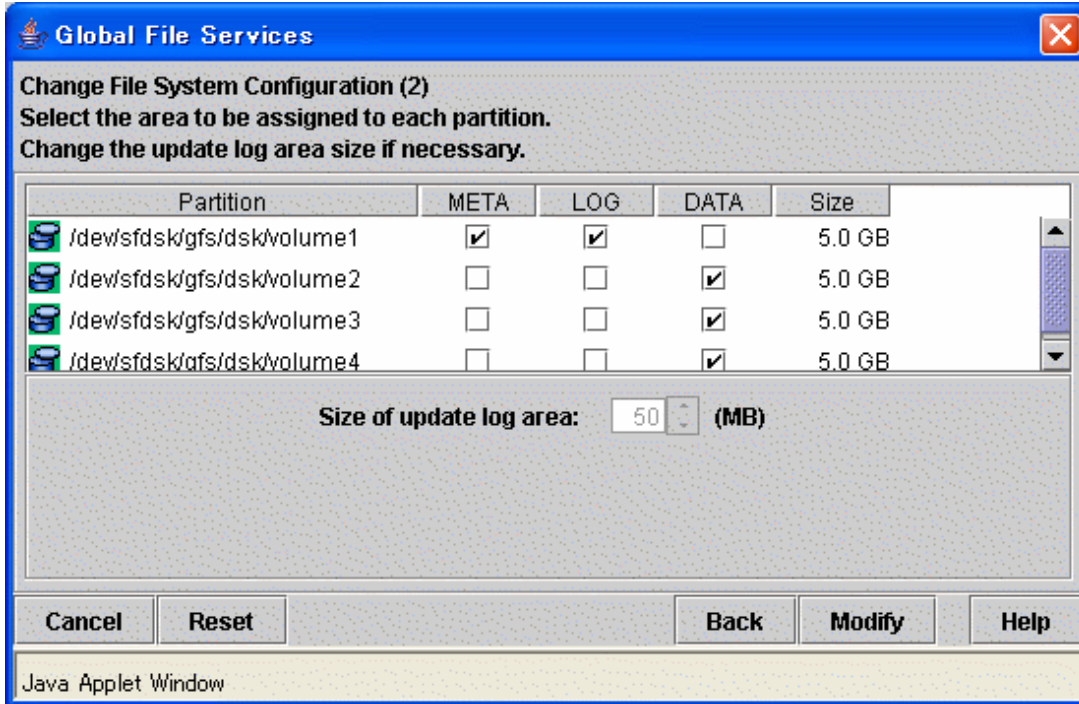 Global File Services
Change File System Configuration (2)
Select the area to be assigned to each partition.
Change the update log area size if necessary.
Partition META LOG DATA Size
/dev/sfdsk/gfs/dsk/volume1 5.0 GB
/dev/sfdsk/gfs/dsk/volume2 5.0 GB
/dev/sfdsk/gfs/dsk/volume3 5.0 GB
/dev/sfdsk/gfs/dsk/volume4 5.0 GB
Size of update log area: 50 (MB)
Cancel Reset Back Modify Help
Java Applet Window